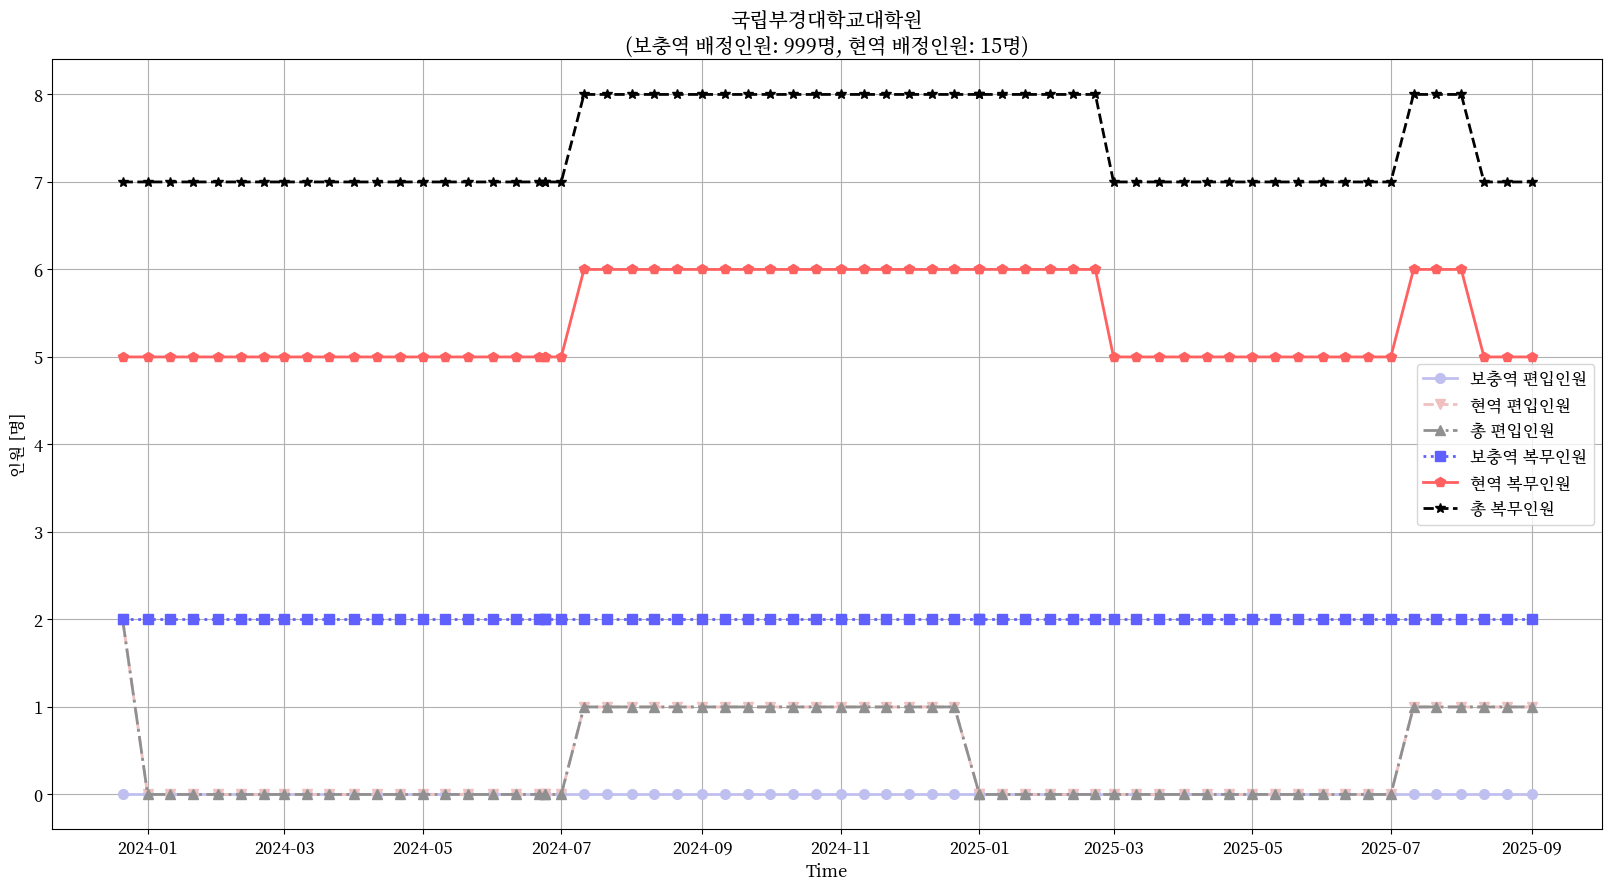 국립부경대학교대학원
(보충역 배정인원: 999명, 현역 배정인원: 15명)
인원 [명]
8
7
6
5
4
3
2
1
0
보충역 편입인원
현역 편입인원
총 편입인원
보충역 복무인원
현역 복무인원
총 복무인원
2024-01 2024-03 2024-05 2024-07 2024-09 2024-11 2025-01 2025-03 2025-05 2025-07 2025-09
Time